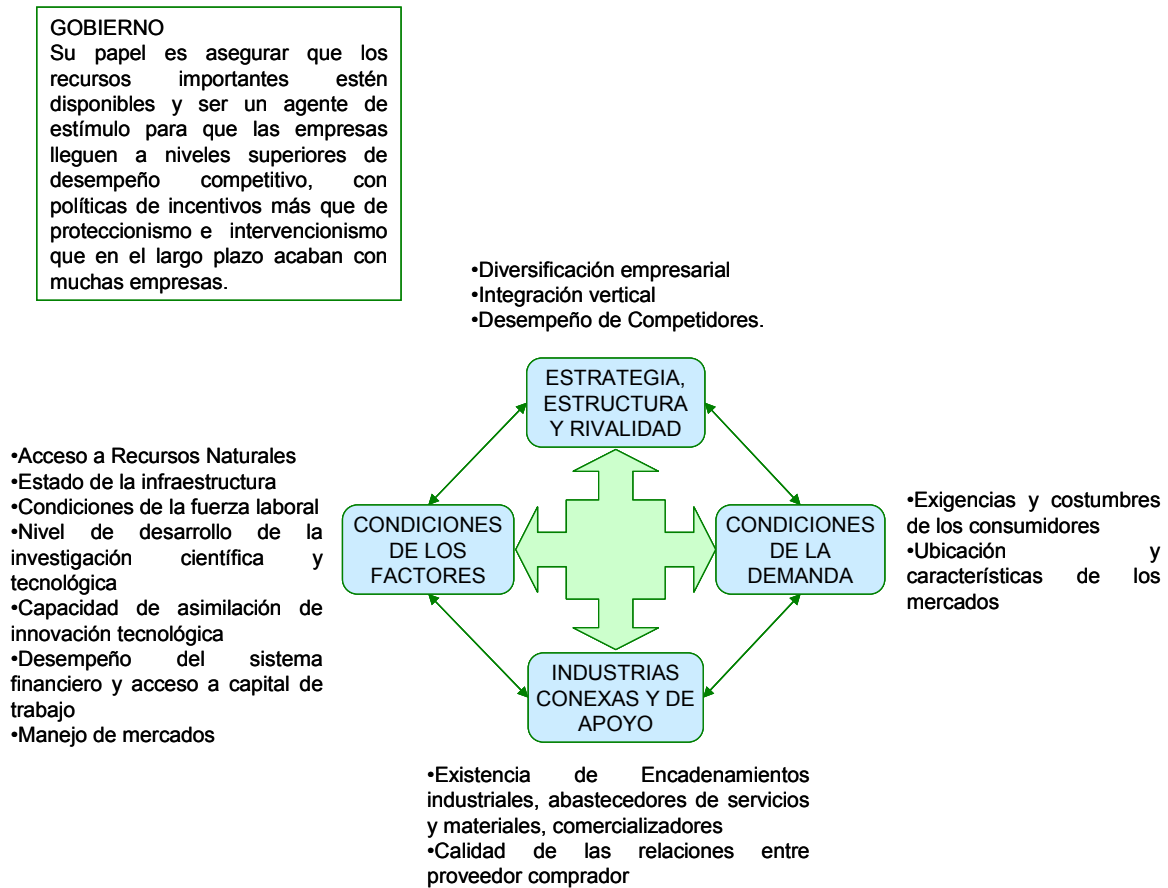 GOBIERNO
Su papel es asegurar que los
recursos importantes estén
disponibles y ser un agente de
estímulo para que las empresas
lleguen a niveles superiores de
desempeño competitivo, con
políticas de incentivos más que de
proteccionismo e intervencionismo
que en el largo plazo acaban con
muchas empresas.
•Diversificación empresarial
•Integración vertical
•Desempeño de Competidores.
ESTRATEGIA,
ESTRUCTURA
Y RIVALIDAD
•Acceso a Recursos Naturales
•Estado de la infraestructura
•Condiciones de la fuerza laboral
•Nivel de desarrollo de la
investigación científica y
tecnológica
•Capacidad de asimilación de
innovación tecnológica
•Desempeño del sistema
financiero y acceso a capital de
trabajo
•Manejo de mercados
CONDICIONES
DE LOS
FACTORES
CONDICIONES
DE LA
DEMANDA
•Exigencias y costumbres
de los consumidores
•Ubicación y
características de los
mercados
INDUSTRIAS
CONEXAS Y DE
APOYO
•Existencia de Encadenamientos
industriales, abastecedores de servicios
y materiales, comercializadores
•Calidad de las relaciones entre
proveedor comprador